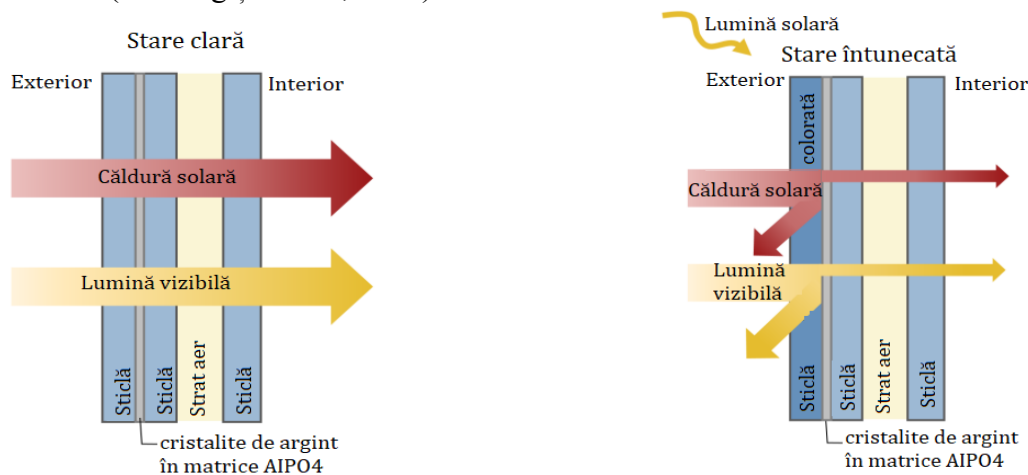 Stare clară
Exterior
Interior
Căldură solară
Lumină vizibilă
Sticlă
Sticlă
Strat aer
Sticlă
cristalite de argint
în matrice AIPO4
Lumină solară
Stare întunecată
Exterior
Interior
colorată
Căldură solară
Lumină
vizibilă
Sticlă
Sticlă
Strat aer
Sticlă
cristalite de argint
în matrice AIPO4